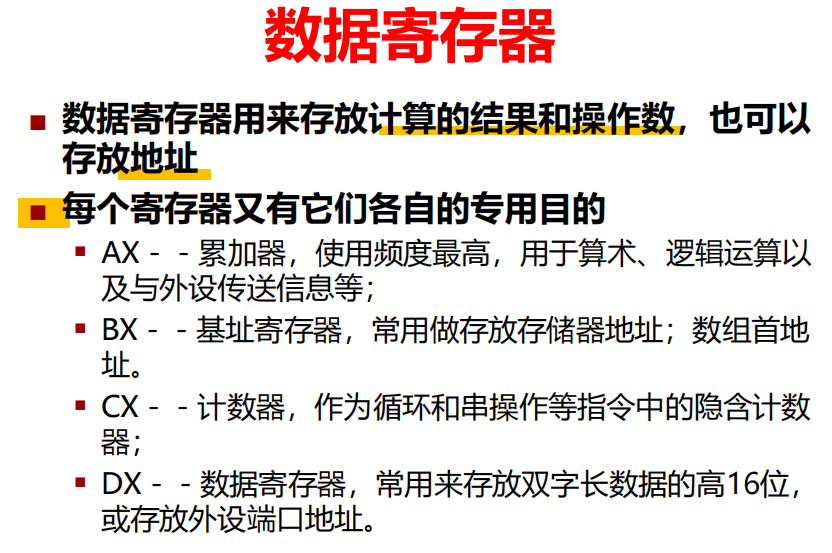 数据寄存器
■ 数据寄存器用来存放计算的结果和操作数，也可以
存放地址
■ 每个寄存器又有它们各自的专用目的
■ AX－－累加器，使用频度最高，用于算术、逻辑运算以
及与外设传送信息等；
■ BX－－基址寄存器，常用做存放存储器地址；数组首地
址。
■ CX－－计数器，作为循环和串操作等指令中的隐含计数
器；
■ DX－－数据寄存器，常用来存放双字长数据的高16位，
或存放外设端口地址。